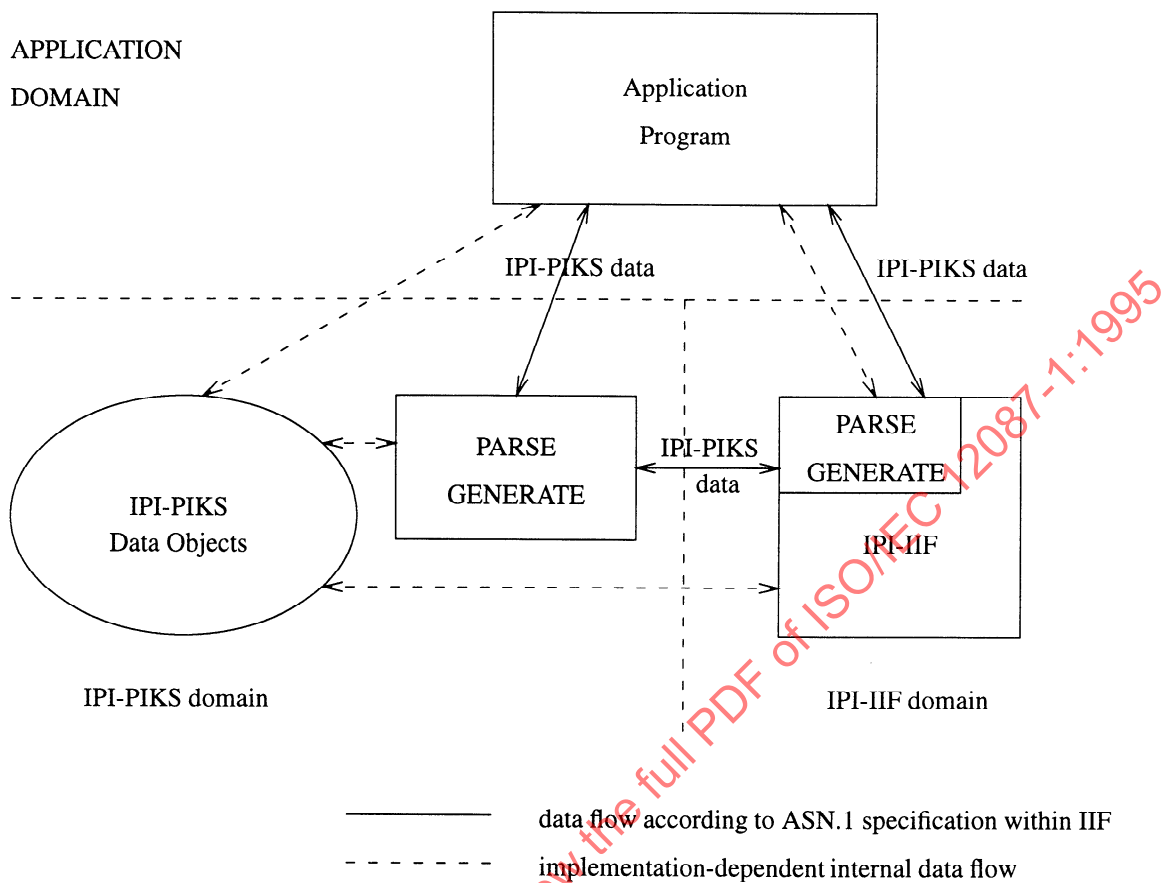 APPLICATION
DOMAIN
Application
Program
IPI-PIKS data
IPI-PIKS data
PARSE
GENERATE
IPI-PIKS
data
PARSE
GENERATE
IPI-PIKS
Data Objects
IPI-IIF
IPI-PIKS domain
IPI-IIF domain
data flow according to ASN.1 specification within IIF
implementation-dependent internal data flow
the full PDF of ISO/IEC 12087-1:1995